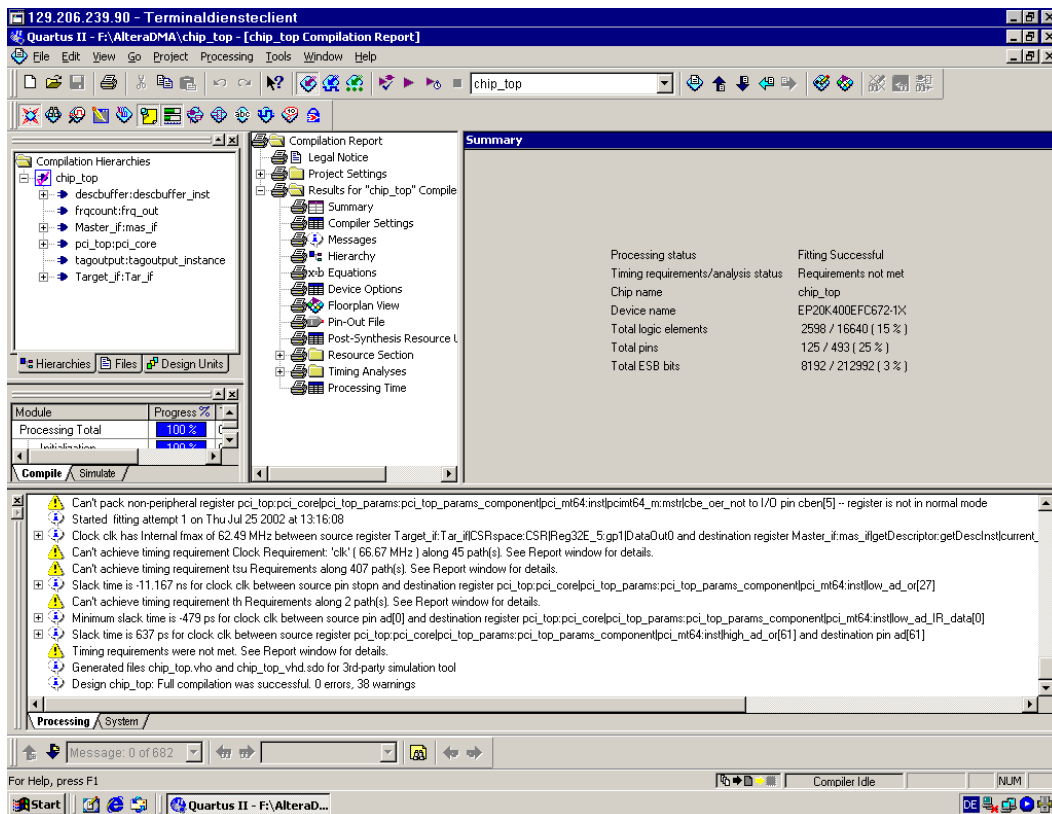 129.206.239.90 - Terminaldiensteclient
Quartus II - F:\AlteraDMA\chip_top - [chip_top Compilation Report]
File Edit View Go Project Processing Tools Window Help
chip_top
abc
Compilation Hierarchies
chip_top
descbuffer:descbuffer_inst
frqcount:frq_out
Master_if:mas_if
pci_top:pci_core
tagoutput:tagoutput_instance
Target_if:Tar_if
Hierarchies Files Design Units
Module Progress %
Processing Total 100 %
Initialization 100 %
Compile Simulate
Compilation Report
Legal Notice
Project Settings
Results for "chip_top" Compile
Summary
Compiler Settings
Messages
Hierarchy
Equations
Device Options
Floorplan View
Pin-Out File
Post-Synthesis Resource U
Resource Section
Timing Analyses
Processing Time
Summary
Processing status Fitting Successful
Timing requirements/analysis status Requirements not met
Chip name chip_top
Device name EP20K400EFC672-1X
Total logic elements 2598 / 16640 ( 15 % )
Total pins 125 / 493 ( 25 % )
Total ESB bits 8192 / 212992 ( 3 % )
Can't pack non-peripheral register pci_top:pci_core|pci_top_params:pci_top_params_component|pci_mt64:inst|pcimt64_m:mstr|cbe_oer_not to I/O pin cben[5] -- register is not in normal mode
Started fitting attempt 1 on Thu Jul 25 2002 at 13:16:08
Clock clk has Internal fmax of 62.49 MHz between source register Target_if:Tar_if|CSRspace:CSR|Reg32E_5:gp1|DataOut0 and destination register Master_if:mas_if|getDescriptor:getDescInst|current_
Can't achieve timing requirement Clock Requirement: 'clk' ( 66.67 MHz ) along 45 path(s). See Report window for details.
Can't achieve timing requirement tsu Requirements along 407 path(s). See Report window for details.
Slack time is -11.167 ns for clock clk between source pin stopn and destination register pci_top:pci_core|pci_top_params:pci_top_params_component|pci_mt64:inst|low_ad_or[27]
Can't achieve timing requirement th Requirements along 2 path(s). See Report window for details.
Minimum slack time is -479 ps for clock clk between source pin ad[0] and destination register pci_top:pci_core|pci_top_params:pci_top_params_component|pci_mt64:inst|low_ad_IR_data[0]
Slack time is 637 ps for clock clk between source register pci_top:pci_core|pci_top_params:pci_top_params_component|pci_mt64:inst|high_ad_or[61] and destination pin ad[61]
Timing requirements were not met. See Report window for details.
Generated files chip_top.vho and chip_top_vhd.sdo for 3rd-party simulation tool
Design chip_top: Full compilation was successful. 0 errors, 38 warnings
Processing System
Message: 0 of 682
For Help, press F1
Compiler Idle
NUM
Start
Quartus II - F:\AlteraD...
DE